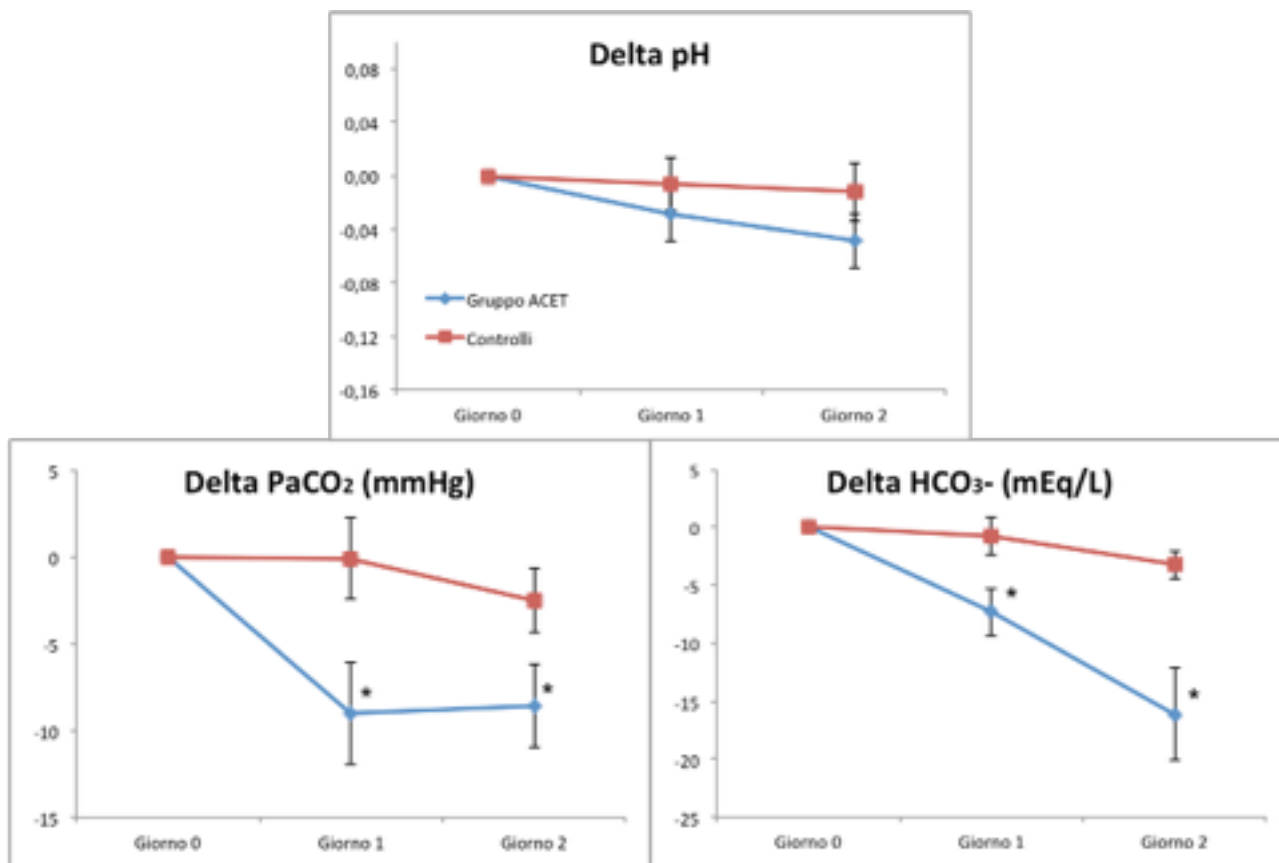 Delta pH
0,08
0,04
0,00
-0,04
-0,08
-0,12
-0,16
Gruppo ACET
Controlli
Giorno 0 Giorno 1 Giorno 2
Delta PaCO₂ (mmHg)
5
0
-5
-10
-15
*
*
Giorno 0 Giorno 1 Giorno 2
Delta HCO₃- (mEq/L)
5
0
-5
-10
-15
-20
-25
*
*
Giorno 0 Giorno 1 Giorno 2